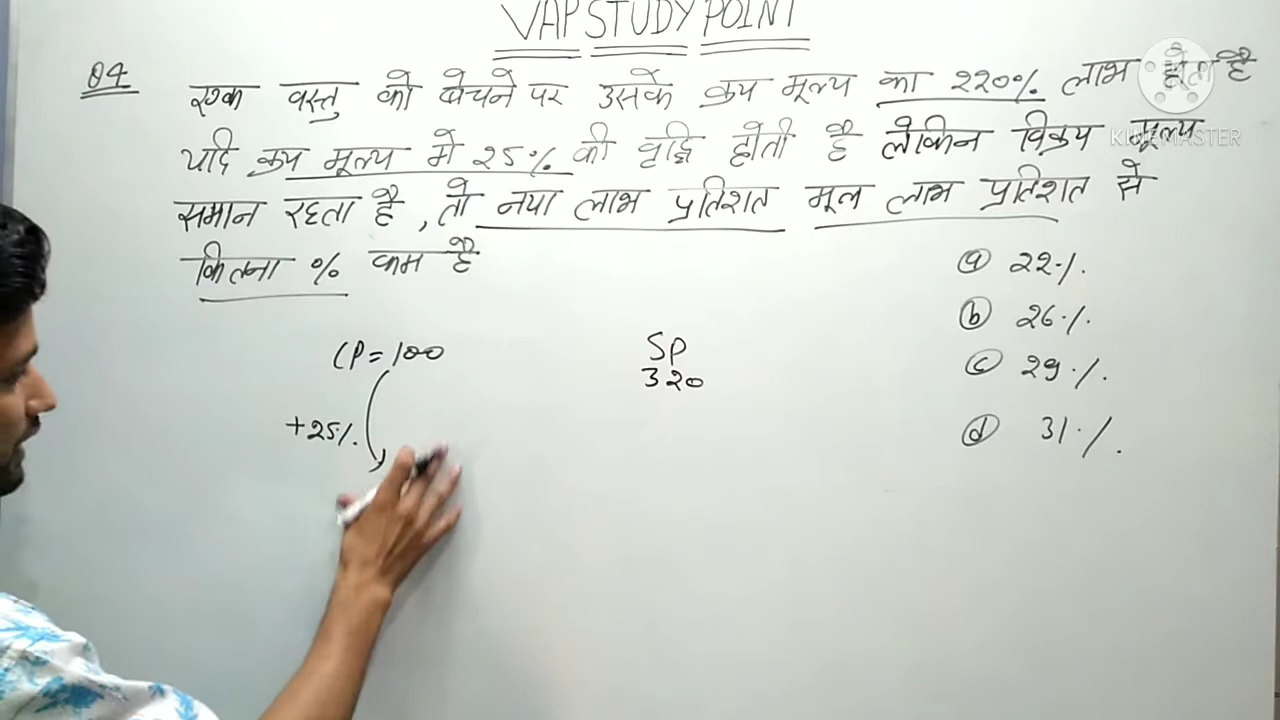 VAP STUDY POINT
Q4 एक वस्तु को बेचने पर उसके क्रय मूल्य का 220% लाभ होता है
यदि क्रय मूल्य मे 25% की वृद्धि होती है लेकिन विक्रय मूल्य
समान रहता है, तो नया लाभ प्रतिशत मूल लाभ प्रतिशत से
कितना % कम है
KINEMASTER
ⓐ 22%.
ⓑ 26%.
ⓒ 29%.
ⓓ 31%.
CP = 100
SP
320
+25%.